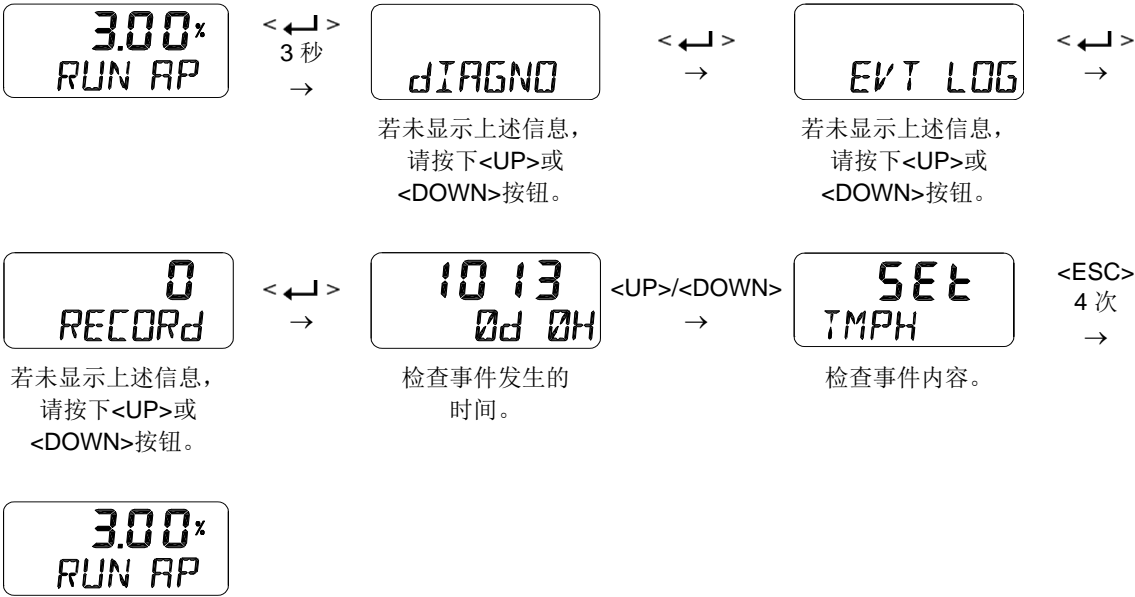 3.00%
RUN AP
< ↵ >
3 秒
→
dIAGNO
若未显示上述信息，
请按下<UP>或
<DOWN>按钮。
< ↵ >
→
EVT LOG
若未显示上述信息，
请按下<UP>或
<DOWN>按钮。
< ↵ >
→
0
RECORd
若未显示上述信息，
请按下<UP>或
<DOWN>按钮。
< ↵ >
→
1013
0d 0H
检查事件发生的
时间。
<UP>/<DOWN>
→
SEt
TMPH
检查事件内容。
<ESC>
4 次
→
3.00%
RUN AP